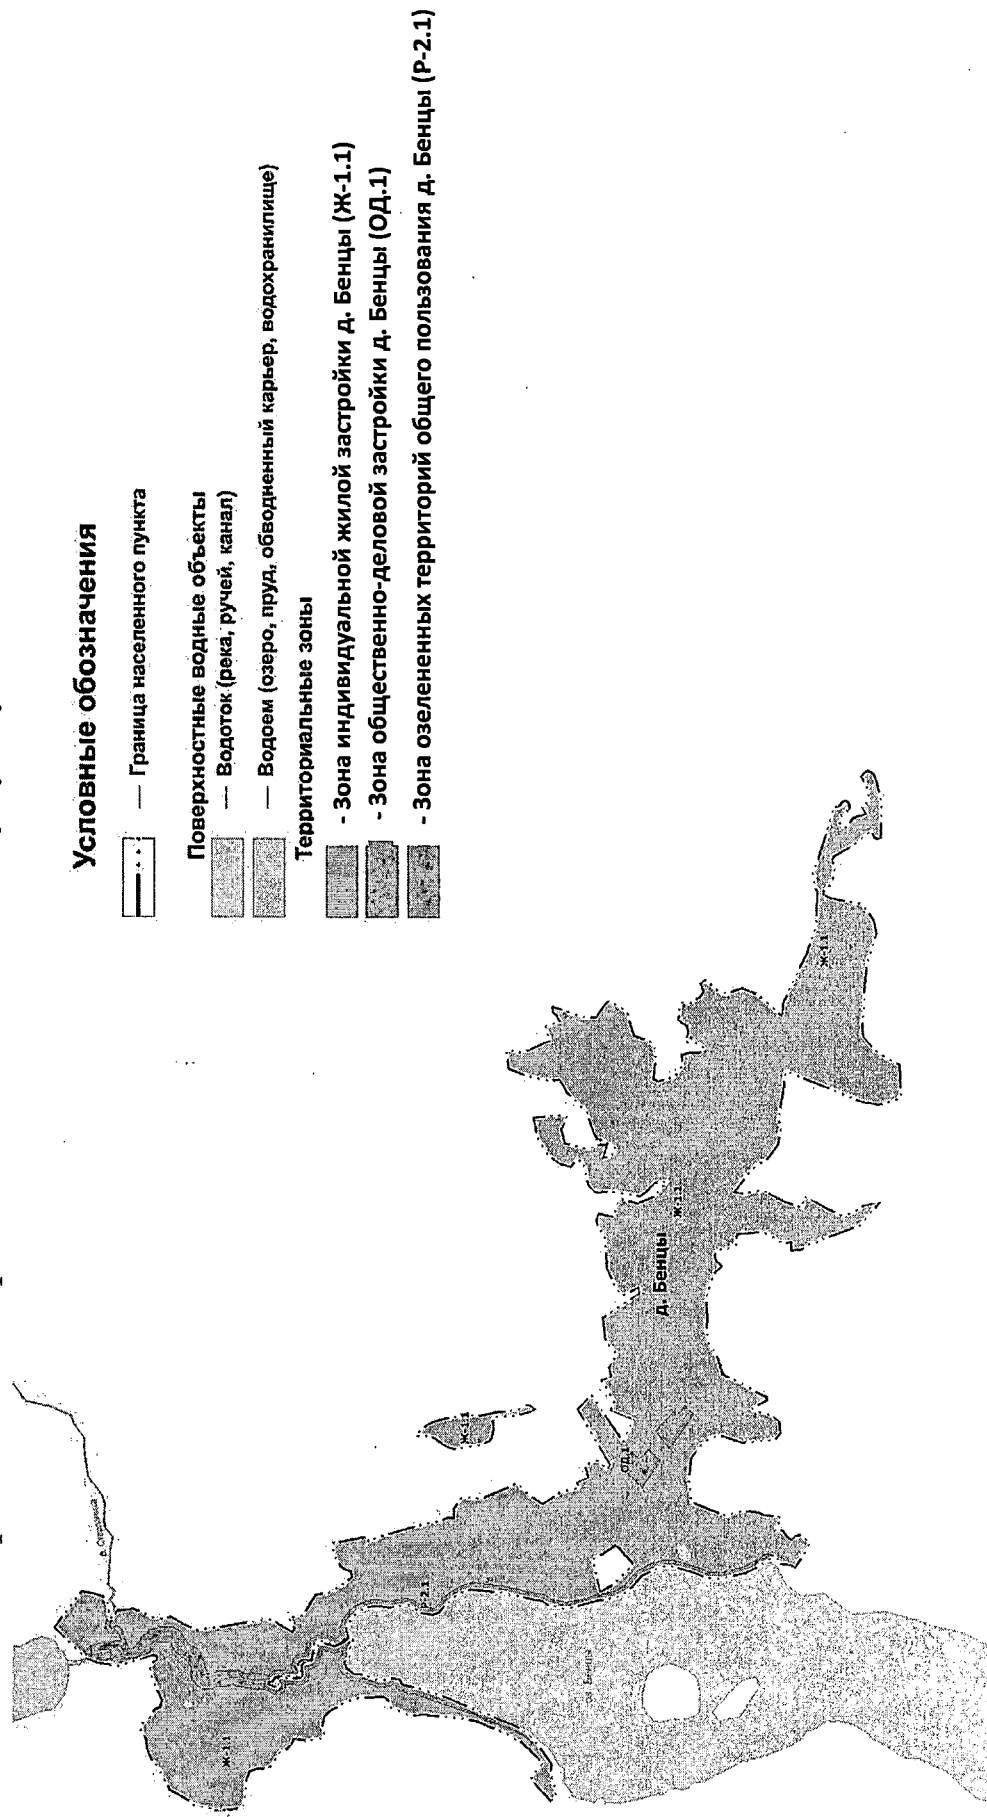 Условные обозначения
— Граница населенного пункта
Поверхностные водные объекты
— Водоток (река, ручей, канал)
— Водоем (озеро, пруд, обводненный карьер, водохранилище)
Территориальные зоны
- Зона индивидуальной жилой застройки д. Бенцы (Ж-1.1)
- Зона общественно-деловой застройки д. Бенцы (ОД.1)
- Зона озелененных территорий общего пользования д. Бенцы (Р-2.1)
Ж-1.1
Ж-1.1
д. Бенцы
Ж-1.1
ОД.1
Р-2.1
Ж-1.1
оз. Бенцы